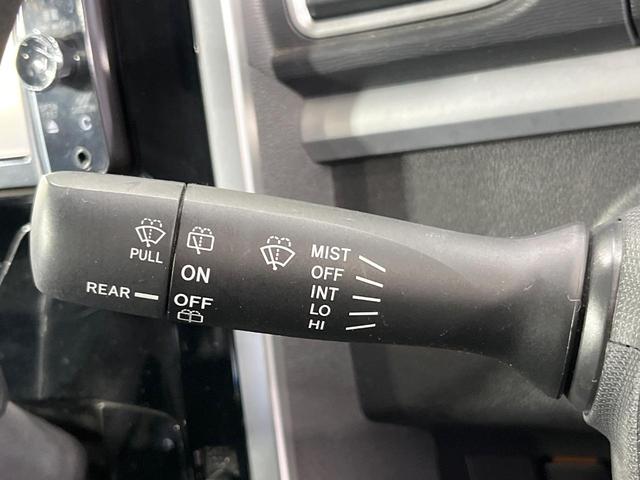 PULL
REAR
ON
OFF
MIST
OFF
INT
LO
HI